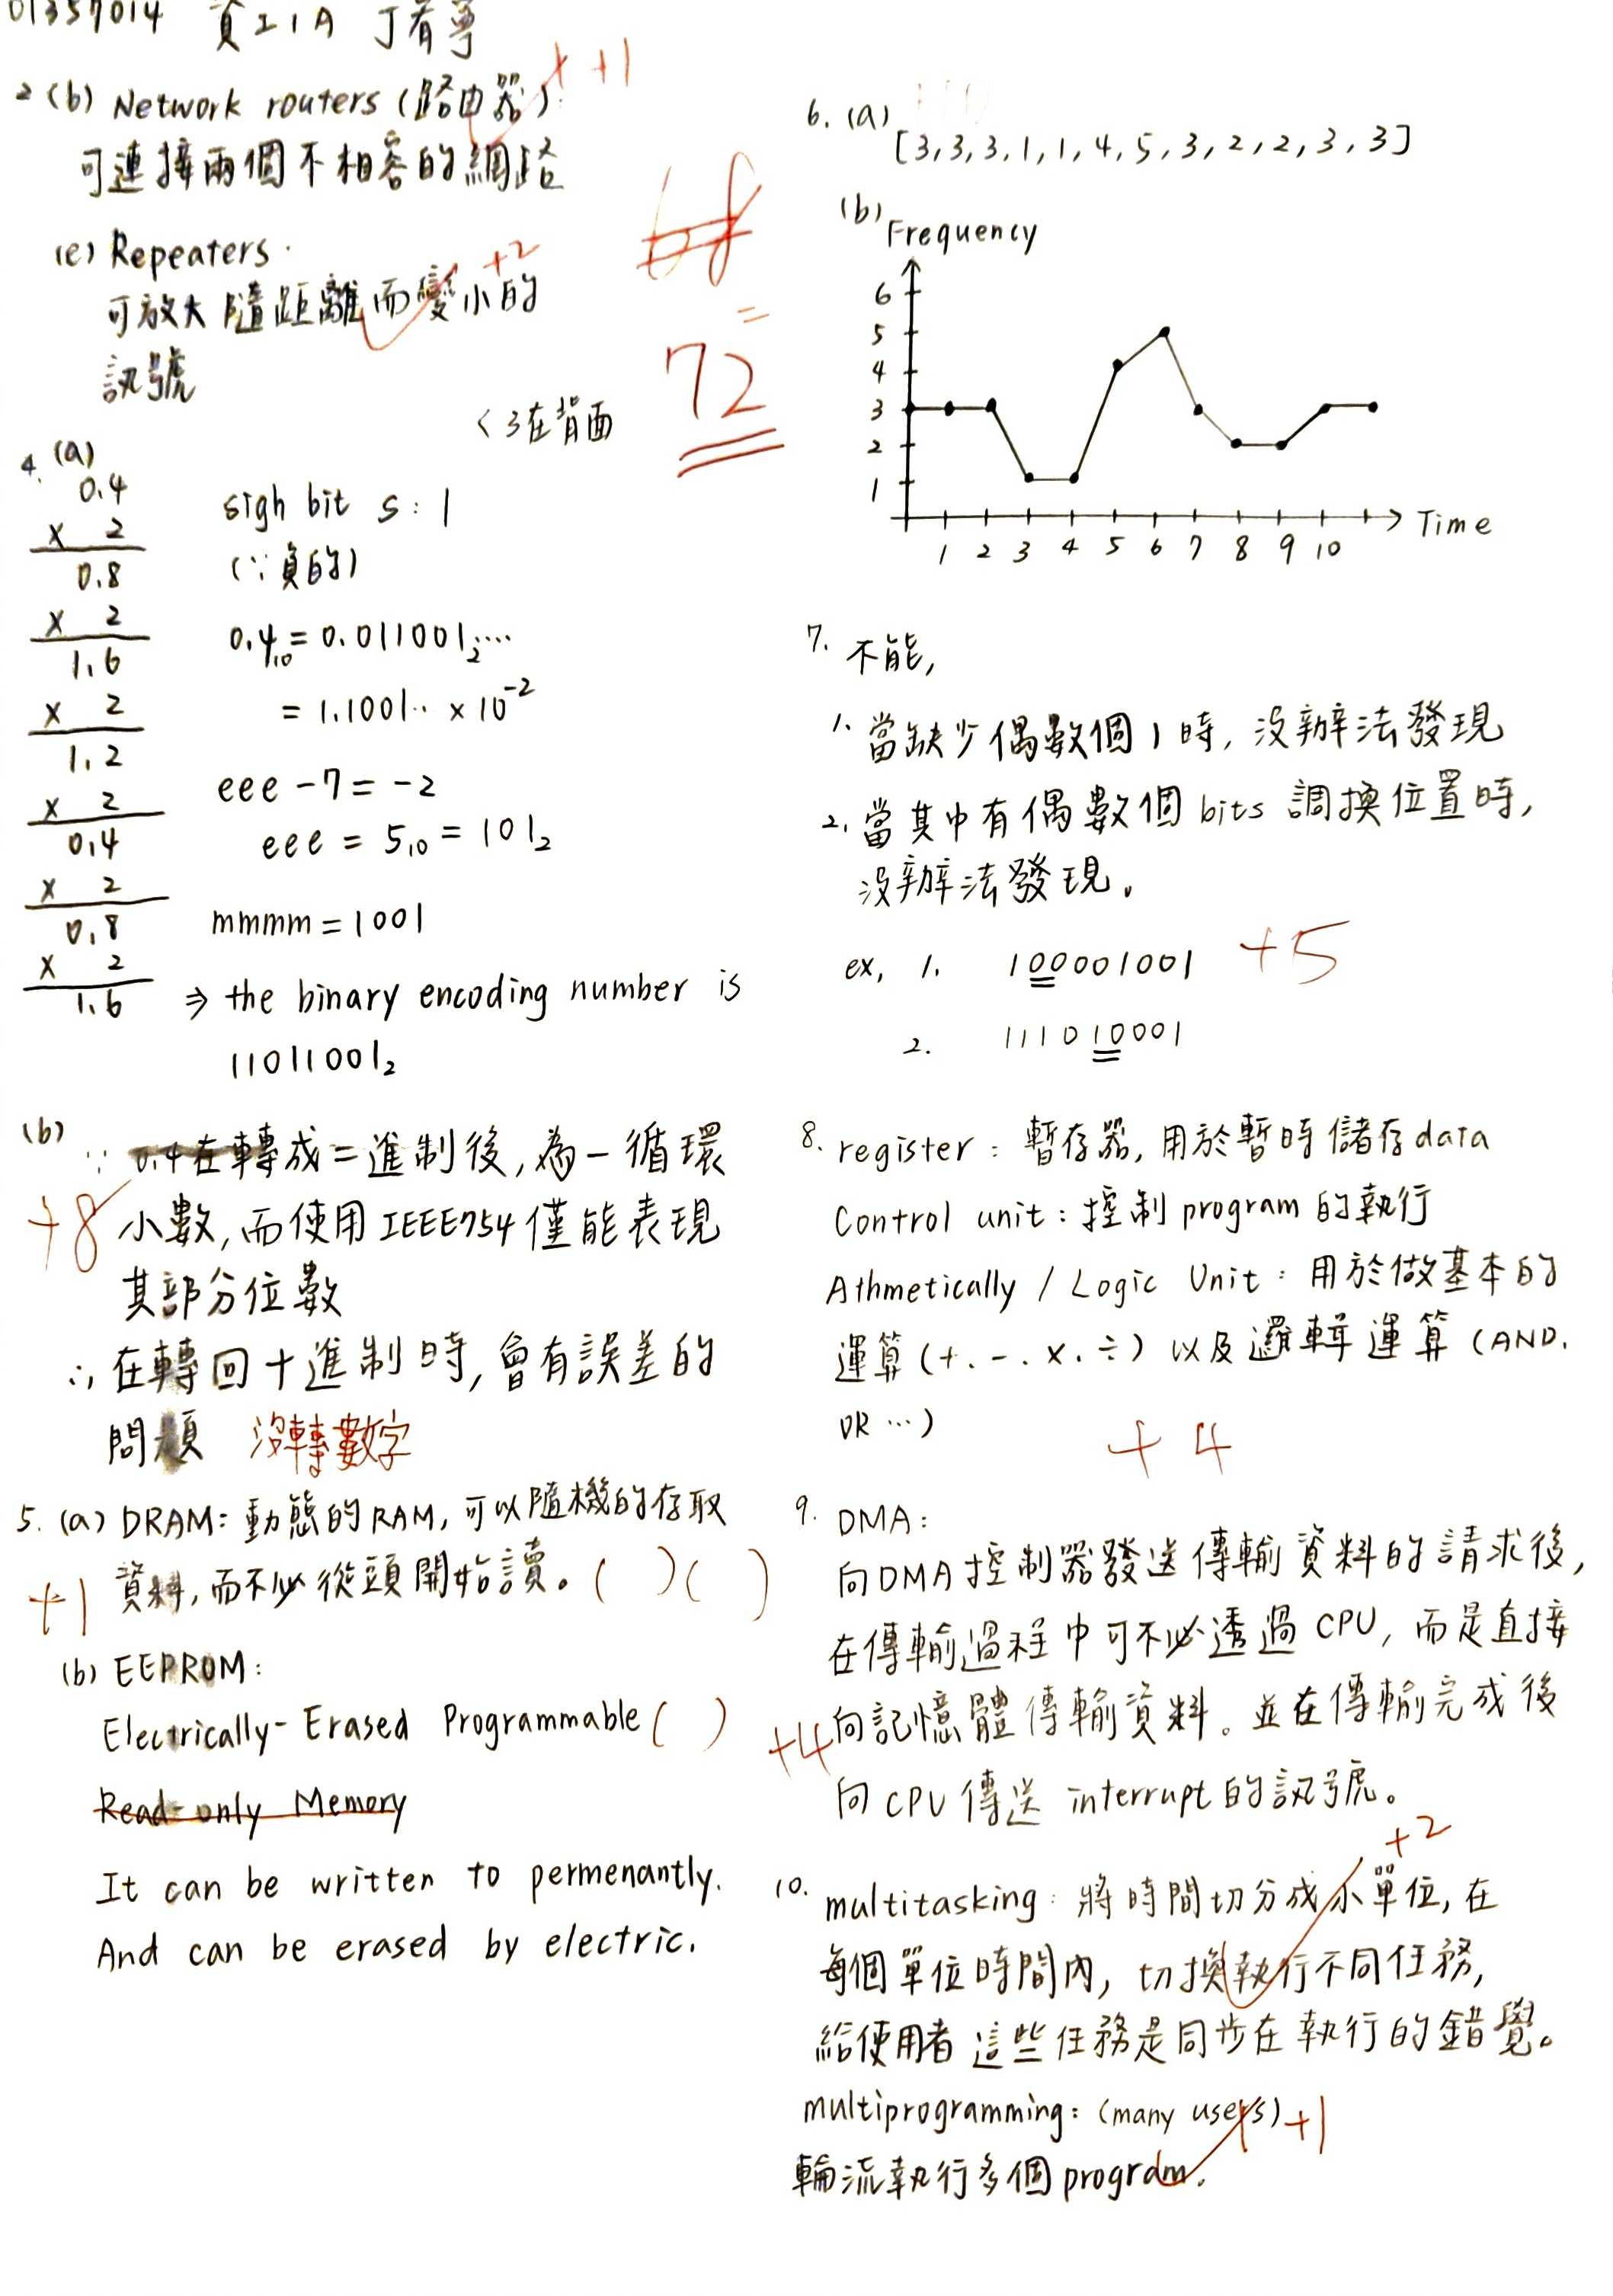 01357014 資工1A 丁宥
2 (b) Network routers (路由器): +1
可連接兩個不相容的網路
(e) Repeaters.
+2
可放大隨距離而變小的
訊號
< 3在背面
68
72
4. (a)
0.4
x 2
0.8
x 2
1.6
x 2
1.2
x 2
0.4
x 2
0.8
x 2
1.6
sigh bit s: 1
(∵負的)
0.4₁₀ = 0.011001₂....
= 1.1001.. × 10⁻²
eee - 7 = -2
eee = 5₁₀ = 101₂
mmmm = 1001
⇒ the binary encoding number is
11011001₂
(b)
∵ 0.4在轉成二進制後,為一循環
+8 小數,而使用IEEE754僅能表現
其部分位數
∴ 在轉回十進制時,會有誤差的
問題 沒轉數字
5. (a) DRAM: 動態的RAM, 可以隨機的存取
+1 資料,而不必從頭開始讀。( )( )
(b) EEPROM:
Electrically-Erased Programmable ( )
Read-only Memory
It can be written to permenantly.
And can be erased by electric.
6. (a)
[3,3,3,1,1,4,5,3,2,2,3,3]
(b)
Frequency
6
5
4
3
2
1
1 2 3 4 5 6 7 8 9 10
Time
7. 不能,
1. 當缺少偶數個1時, 沒辦法發現
2. 當其中有偶數個bits調換位置時,
沒辦法發現。
ex, 1. 100001001 +5
2. 111010001
8. register: 暫存器,用於暫時儲存data
Control unit: 控制program的執行
Athmetically / Logic Unit: 用於做基本的
運算(+.-.×.÷)以及邏輯運算(AND.
OR ...)
+4
9. DMA:
向DMA控制器發送傳輸資料的請求後,
在傳輸過程中可不必透過CPU, 而是直接
+4 向記憶體傳輸資料。並在傳輸完成後
向CPU傳送 interrupt的訊號。
+2
10. multitasking: 將時間切分成小單位,在
每個單位時間內, 切換執行不同任務,
給使用者這些任務是同步在執行的錯覺。
multiprogramming: (many users) +1
輪流執行多個program.